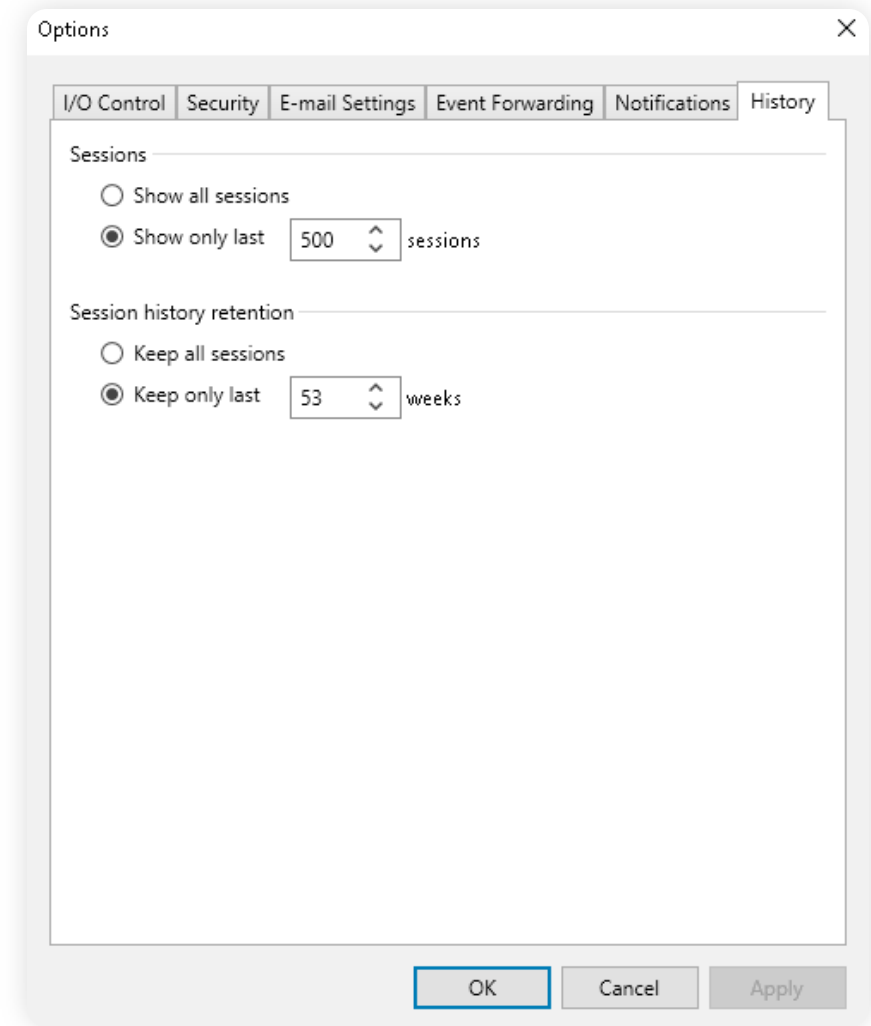 Options
I/O Control Security E-mail Settings Event Forwarding Notifications History
Sessions
Show all sessions
Show only last 500 sessions
Session history retention
Keep all sessions
Keep only last 53 weeks
OK Cancel Apply